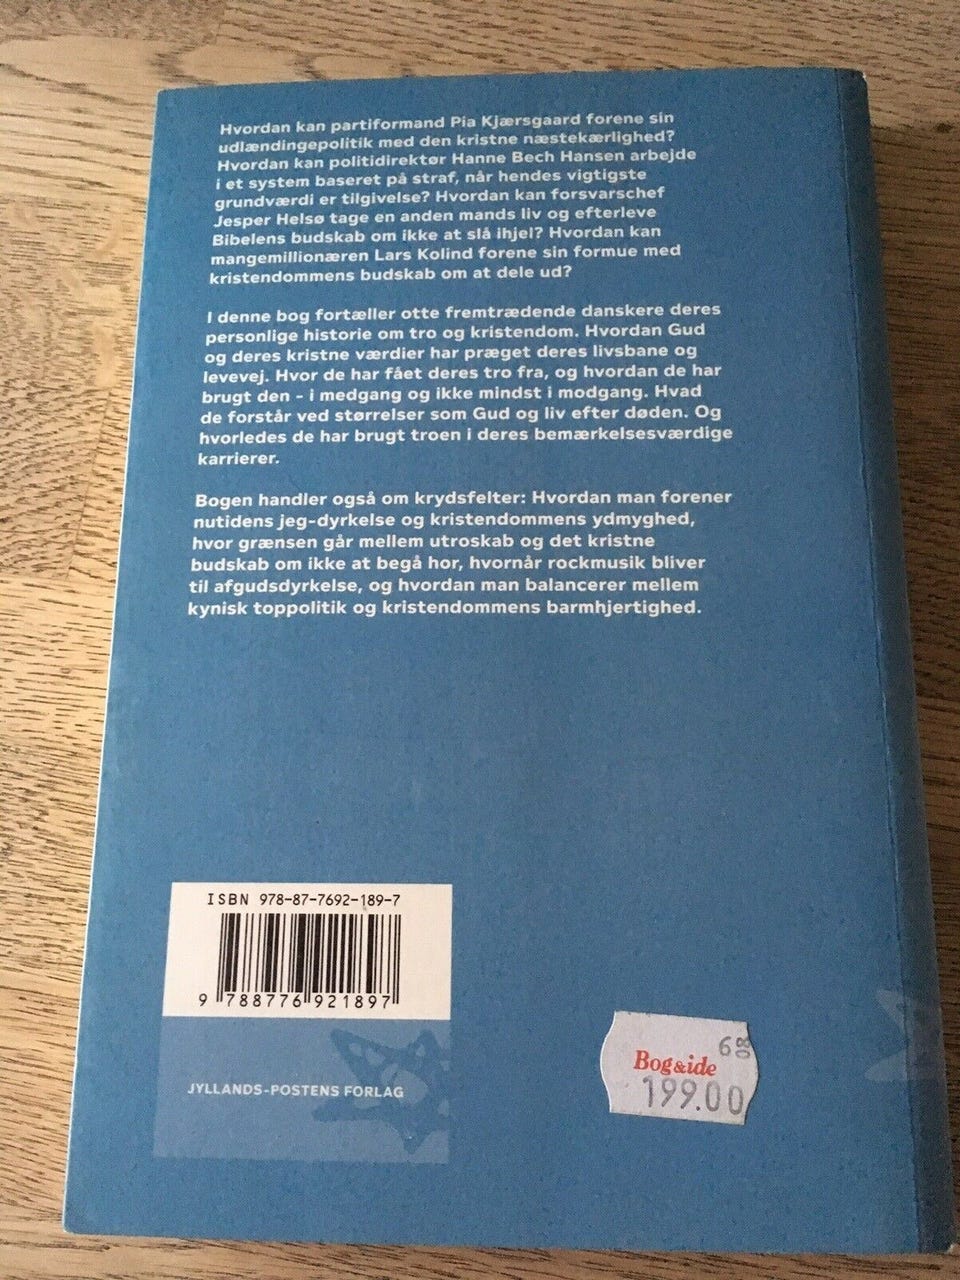 Hvordan kan partiformand Pia Kjærsgaard forene sin
udlændingepolitik med den kristne næstekærlighed?
Hvordan kan politidirektør Hanne Bech Hansen arbejde
i et system baseret på straf, når hendes vigtigste
grundværdi er tilgivelse? Hvordan kan forsvarschef
Jesper Helsø tage en anden mands liv og efterleve
Bibelens budskab om ikke at slå ihjel? Hvordan kan
mangemillionæren Lars Kolind forene sin formue med
kristendommens budskab om at dele ud?
I denne bog fortæller otte fremtrædende danskere deres
personlige historie om tro og kristendom. Hvordan Gud
og deres kristne værdier har præget deres livsbane og
levevej. Hvor de har fået deres tro fra, og hvordan de har
brugt den - i medgang og ikke mindst i modgang. Hvad
de forstår ved størrelser som Gud og liv efter døden. Og
hvorledes de har brugt troen i deres bemærkelsesværdige
karrierer.
Bogen handler også om krydsfelter: Hvordan man forener
nutidens jeg-dyrkelse og kristendommens ydmyghed,
hvor grænsen går mellem utroskab og det kristne
budskab om ikke at begå hor, hvornår rockmusik bliver
til afgudsdyrkelse, og hvordan man balancerer mellem
kynisk toppolitik og kristendommens barmhjertighed.
ISBN 978-87-7692-189-7
9 788776 921897
JYLLANDS-POSTENS FORLAG
6 08
Bog&ide
199.00